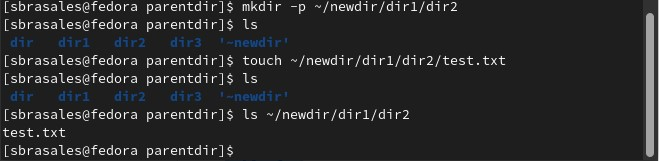 [sbrasales@fedora parentdir]$ mkdir -p ~/newdir/dir1/dir2
[sbrasales@fedora parentdir]$ ls
dir dir1 dir2 dir3 '~newdir'
[sbrasales@fedora parentdir]$ touch ~/newdir/dir1/dir2/test.txt
[sbrasales@fedora parentdir]$ ls
dir dir1 dir2 dir3 '~newdir'
[sbrasales@fedora parentdir]$ ls ~/newdir/dir1/dir2
test.txt
[sbrasales@fedora parentdir]$